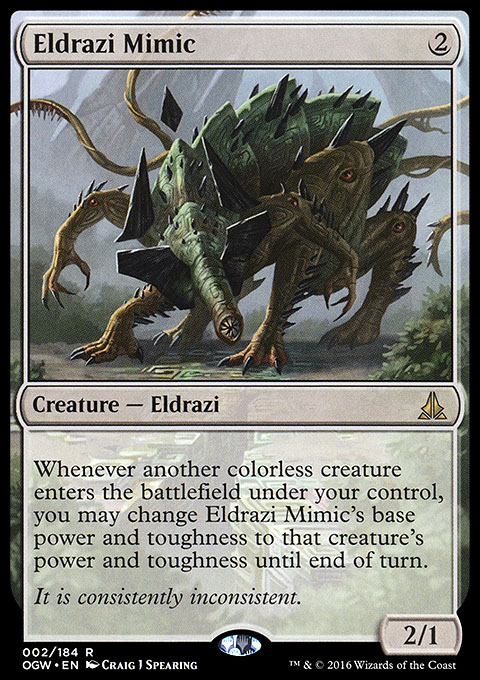 Eldrazi Mimic 2
Creature — Eldrazi
Whenever another colorless creature
enters the battlefield under your control,
you may change Eldrazi Mimic's base
power and toughness to that creature's
power and toughness until end of turn.
It is consistently inconsistent.
2/1
002/184 R
OGW • EN Craig J Spearing
™ & © 2016 Wizards of the Coast